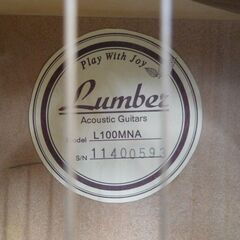 Play With Joy
Lumber
Acoustic Guitars
Model L100MNA
S/N 11400593